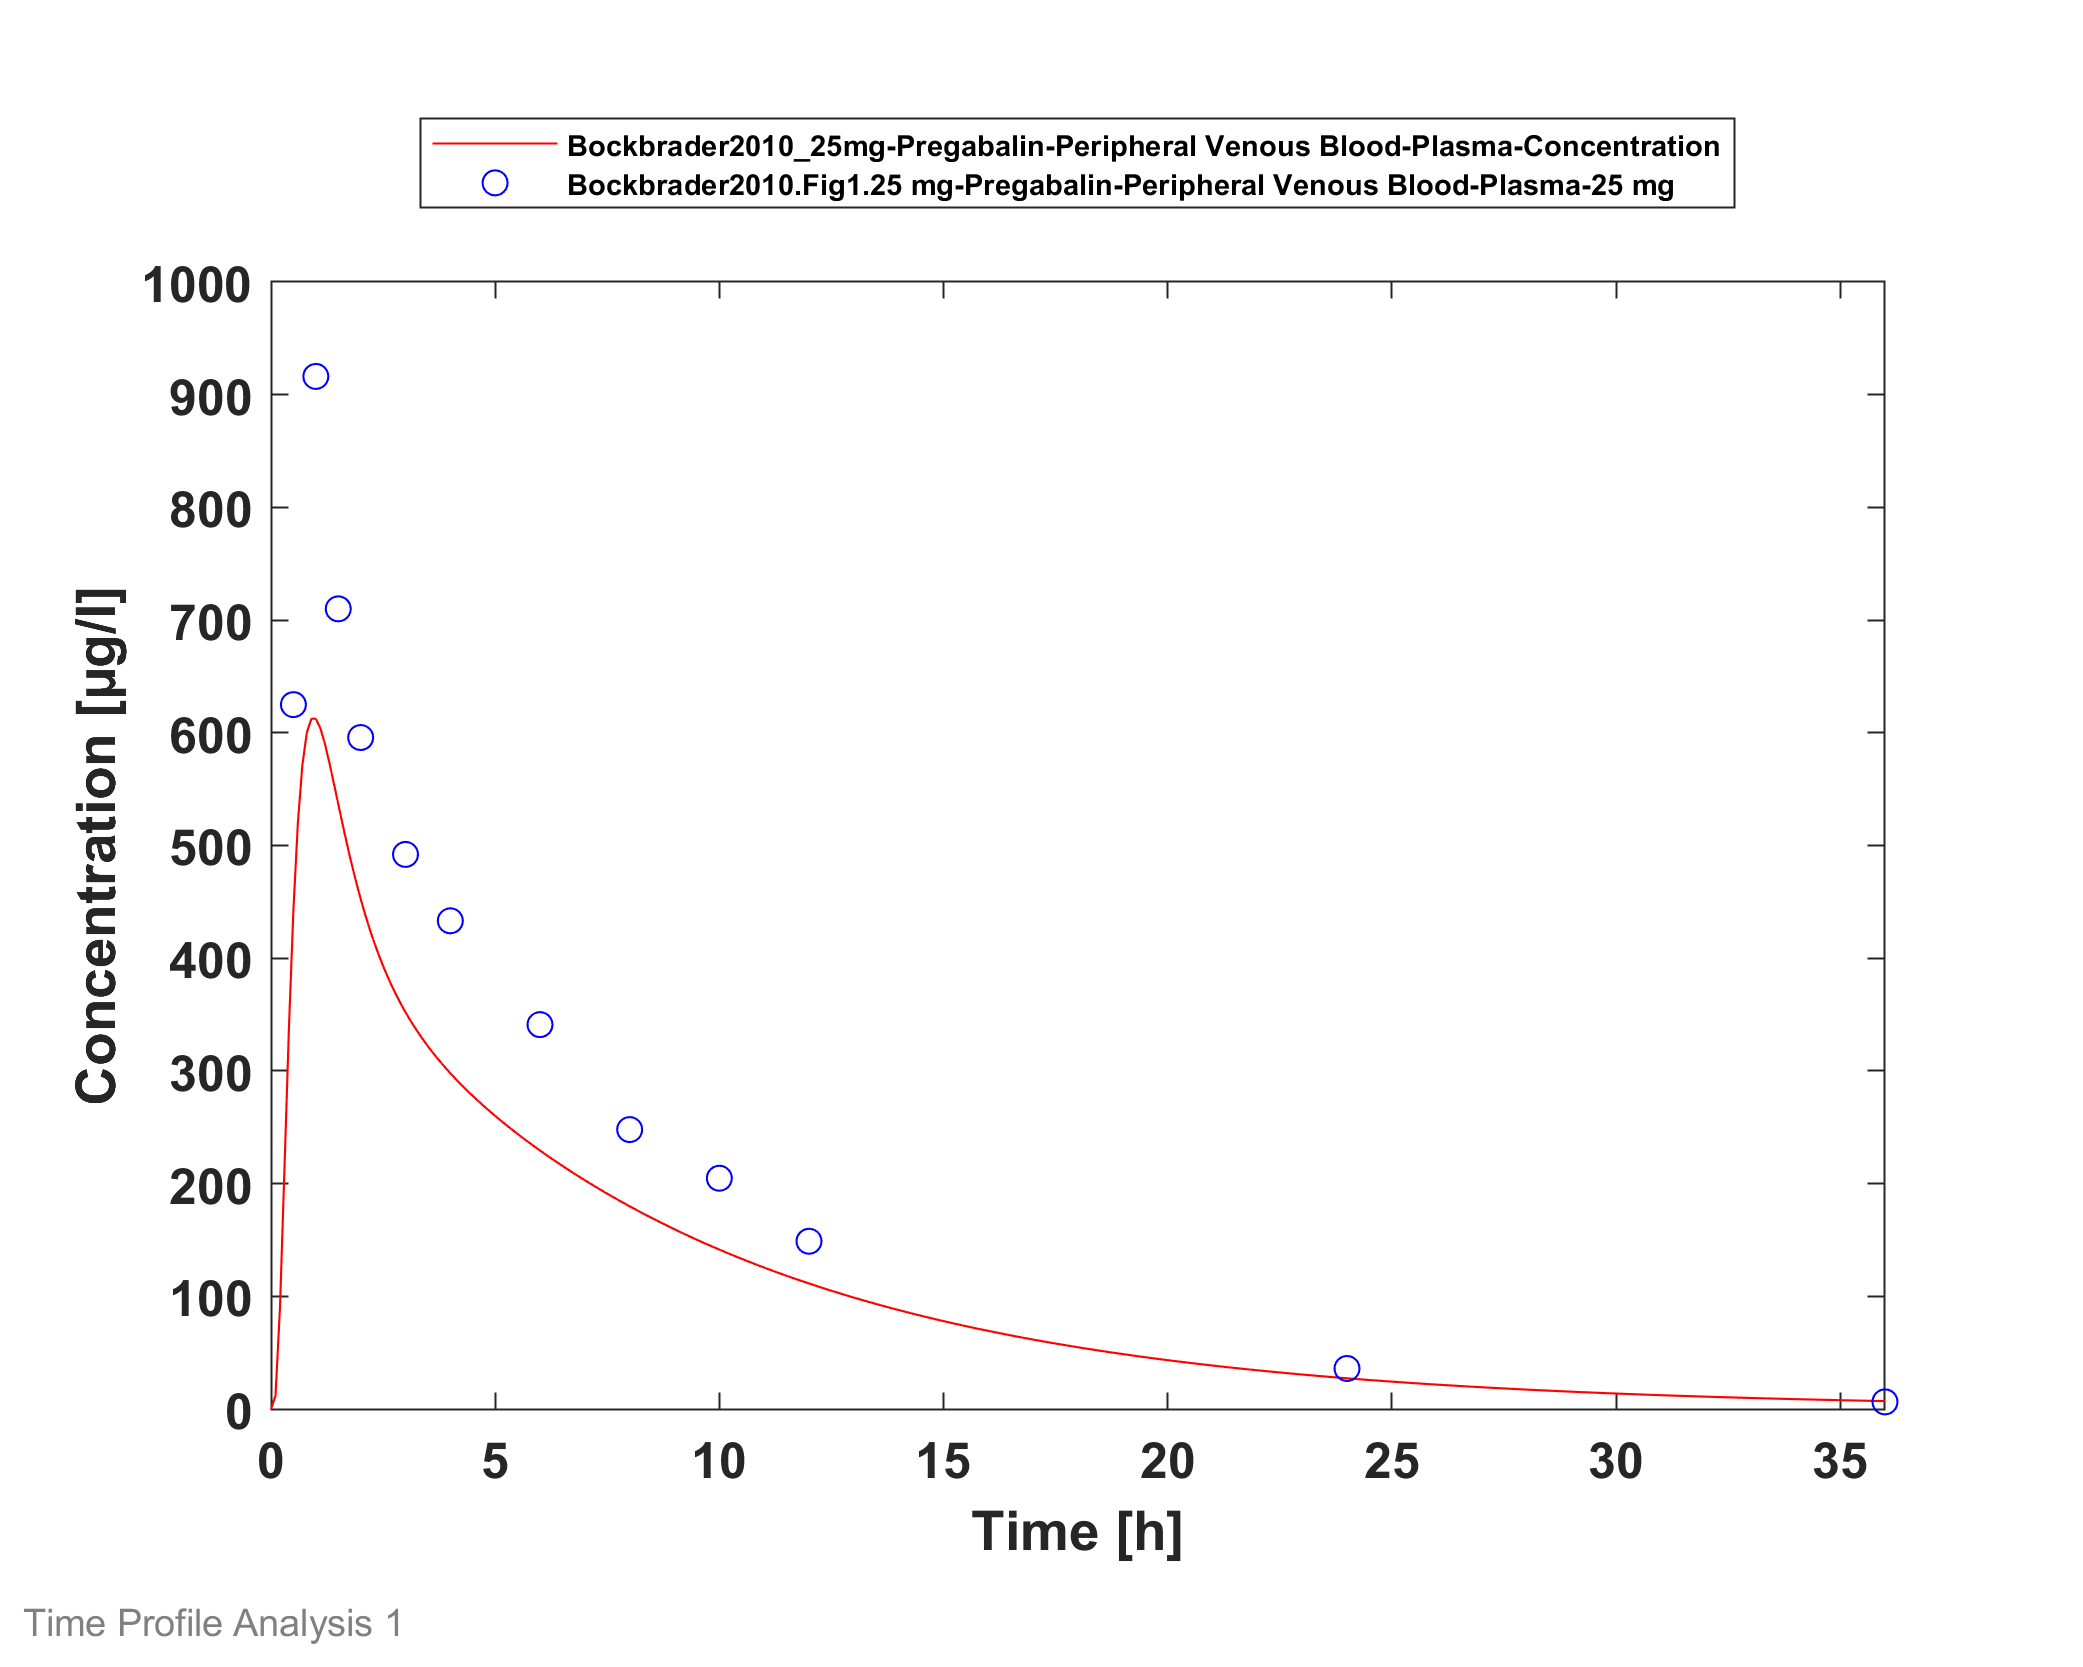 Bockbrader2010_25mg-Pregabalin-Peripheral Venous Blood-Plasma-Concentration
Bockbrader2010.Fig1.25 mg-Pregabalin-Peripheral Venous Blood-Plasma-25 mg
1000
900
800
700
600
500
400
300
200
100
0
Concentration [µg/l]
0 5 10 15 20 25 30 35
Time [h]
Time Profile Analysis 1